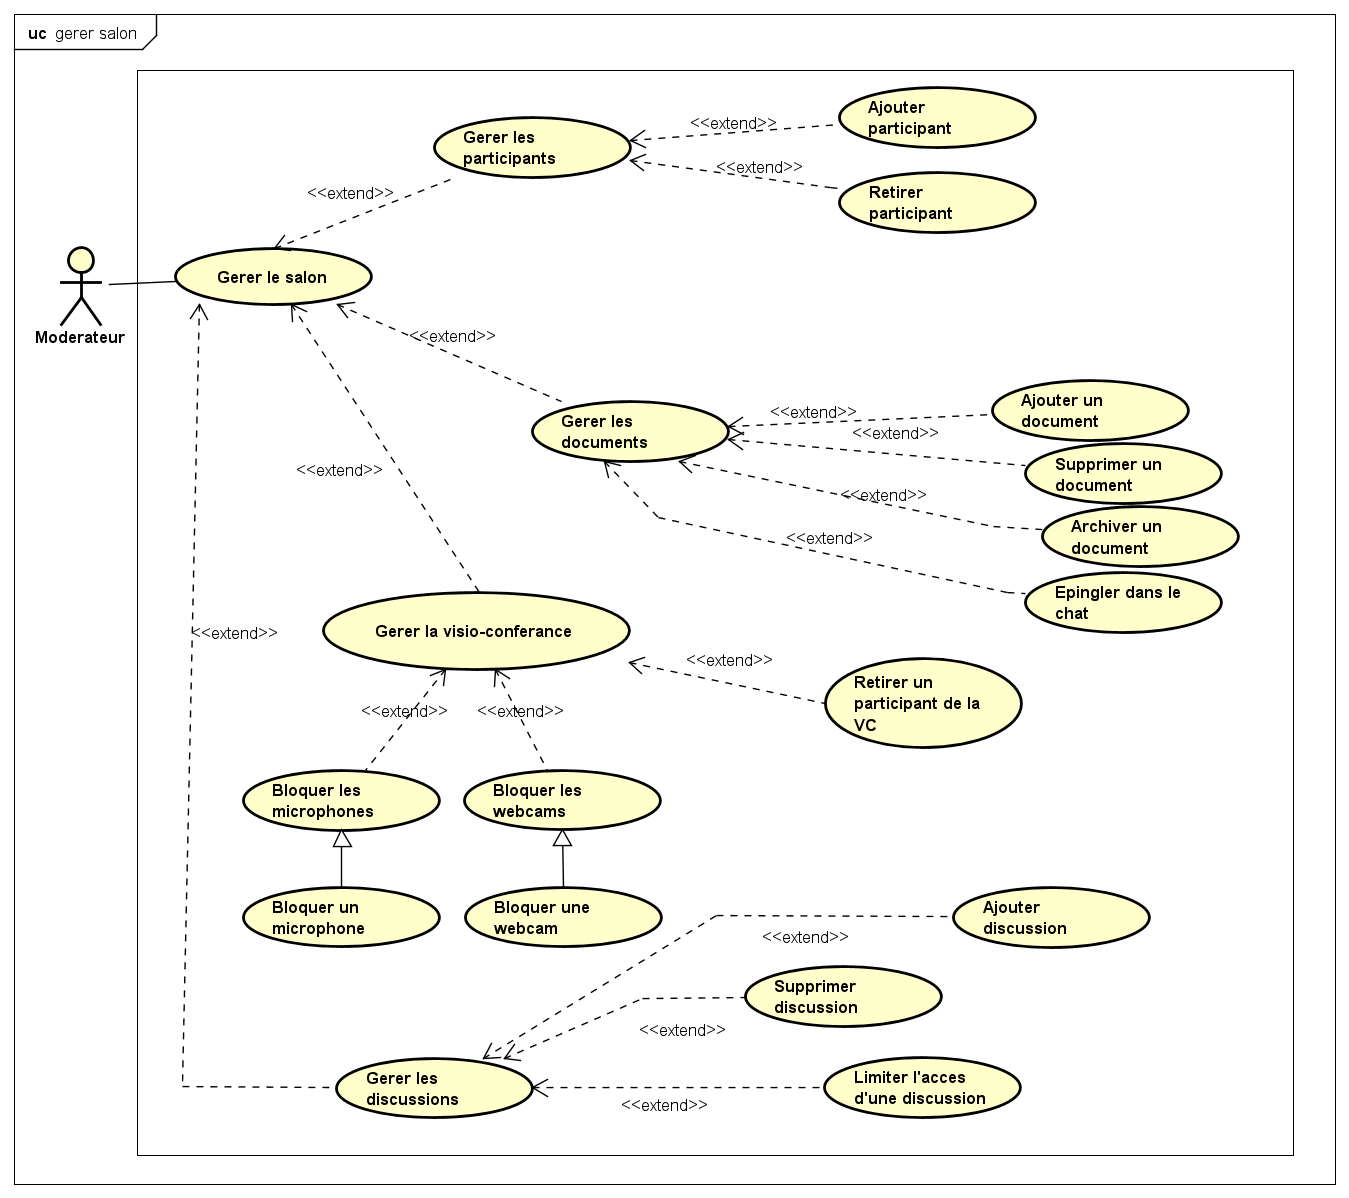 uc gerer salon
Ajouter
participant
<<extend>>
Gerer les
participants
<<extend>>
Retirer
participant
<<extend>>
Gerer le salon
Moderateur
<<extend>>
Gerer les
documents
<<extend>>
Ajouter un
document
<<extend>>
Supprimer un
document
<<extend>>
<<extend>>
Archiver un
document
<<extend>>
Epingler dans le
chat
<<extend>>
Gerer la visio-conferance
<<extend>>
Retirer un
participant de la
VC
<<extend>>
<<extend>>
Bloquer les
microphones
Bloquer les
webcams
Bloquer un
microphone
Bloquer une
webcam
Ajouter
discussion
<<extend>>
Supprimer
discussion
<<extend>>
Gerer les
discussions
<<extend>>
Limiter l'acces
d'une discussion